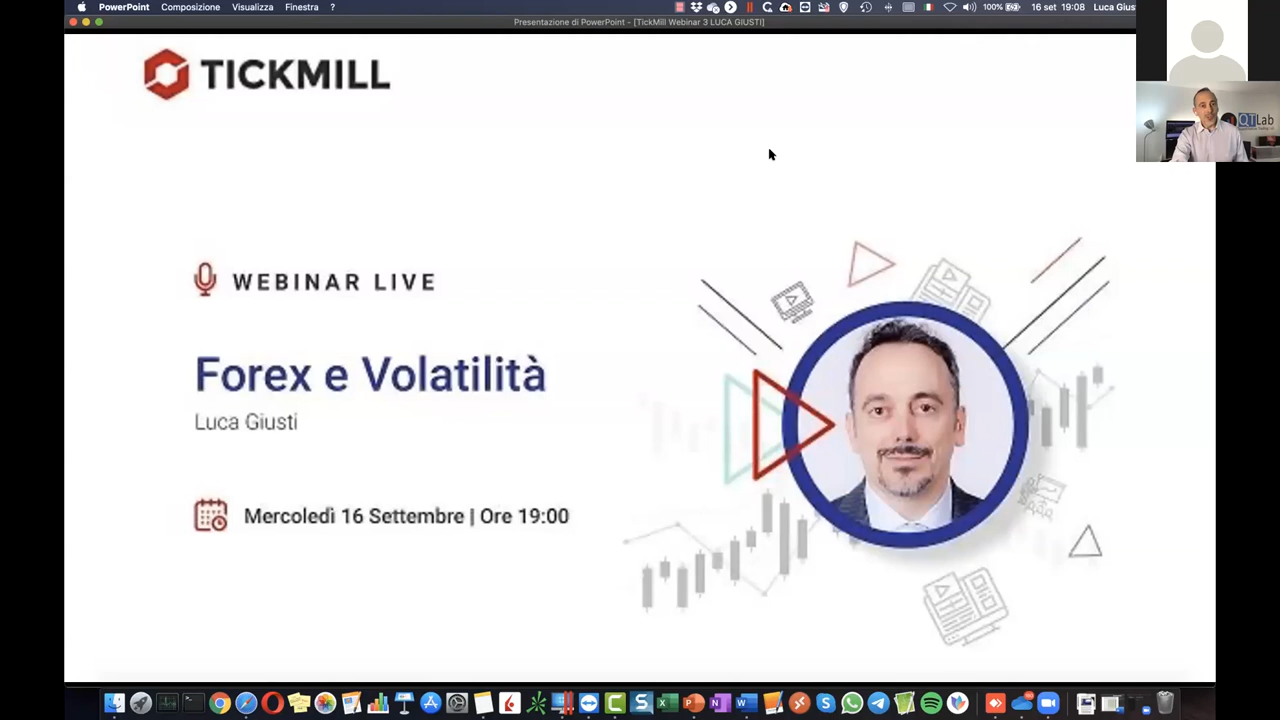 PowerPoint Composizione Visualizza Finestra ? 100% 16 set 19:08 Luca Gius
Presentazione di PowerPoint - [TickMill Webinar 3 LUCA GIUSTI]
TICKMILL
QTLab
WEBINAR LIVE
Forex e Volatilità
Luca Giusti
Mercoledì 16 Settembre | Ore 19:00